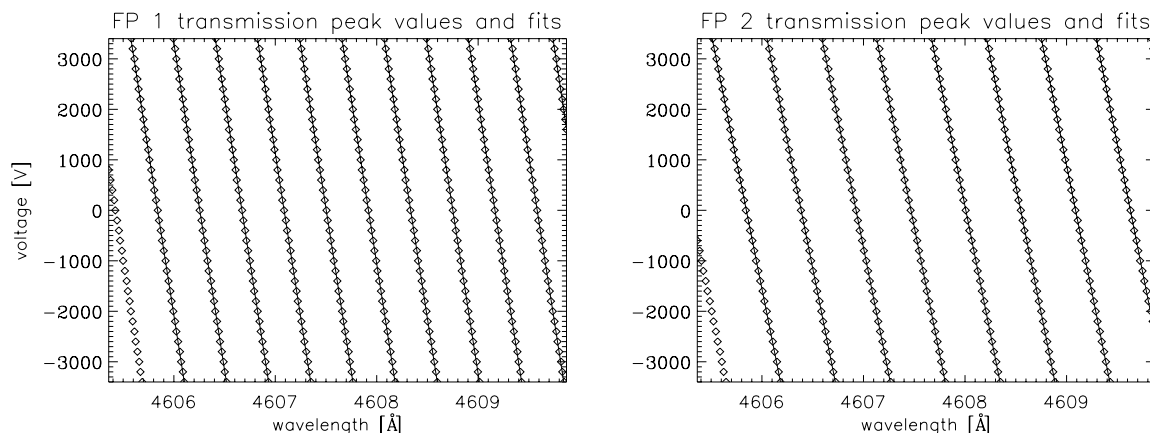 FP 1 transmission peak values and fits
voltage [V]
3000
2000
1000
0
−1000
−2000
−3000
4606 4607 4608 4609
wavelength [Å]
FP 2 transmission peak values and fits
3000
2000
1000
0
−1000
−2000
−3000
4606 4607 4608 4609
wavelength [Å]